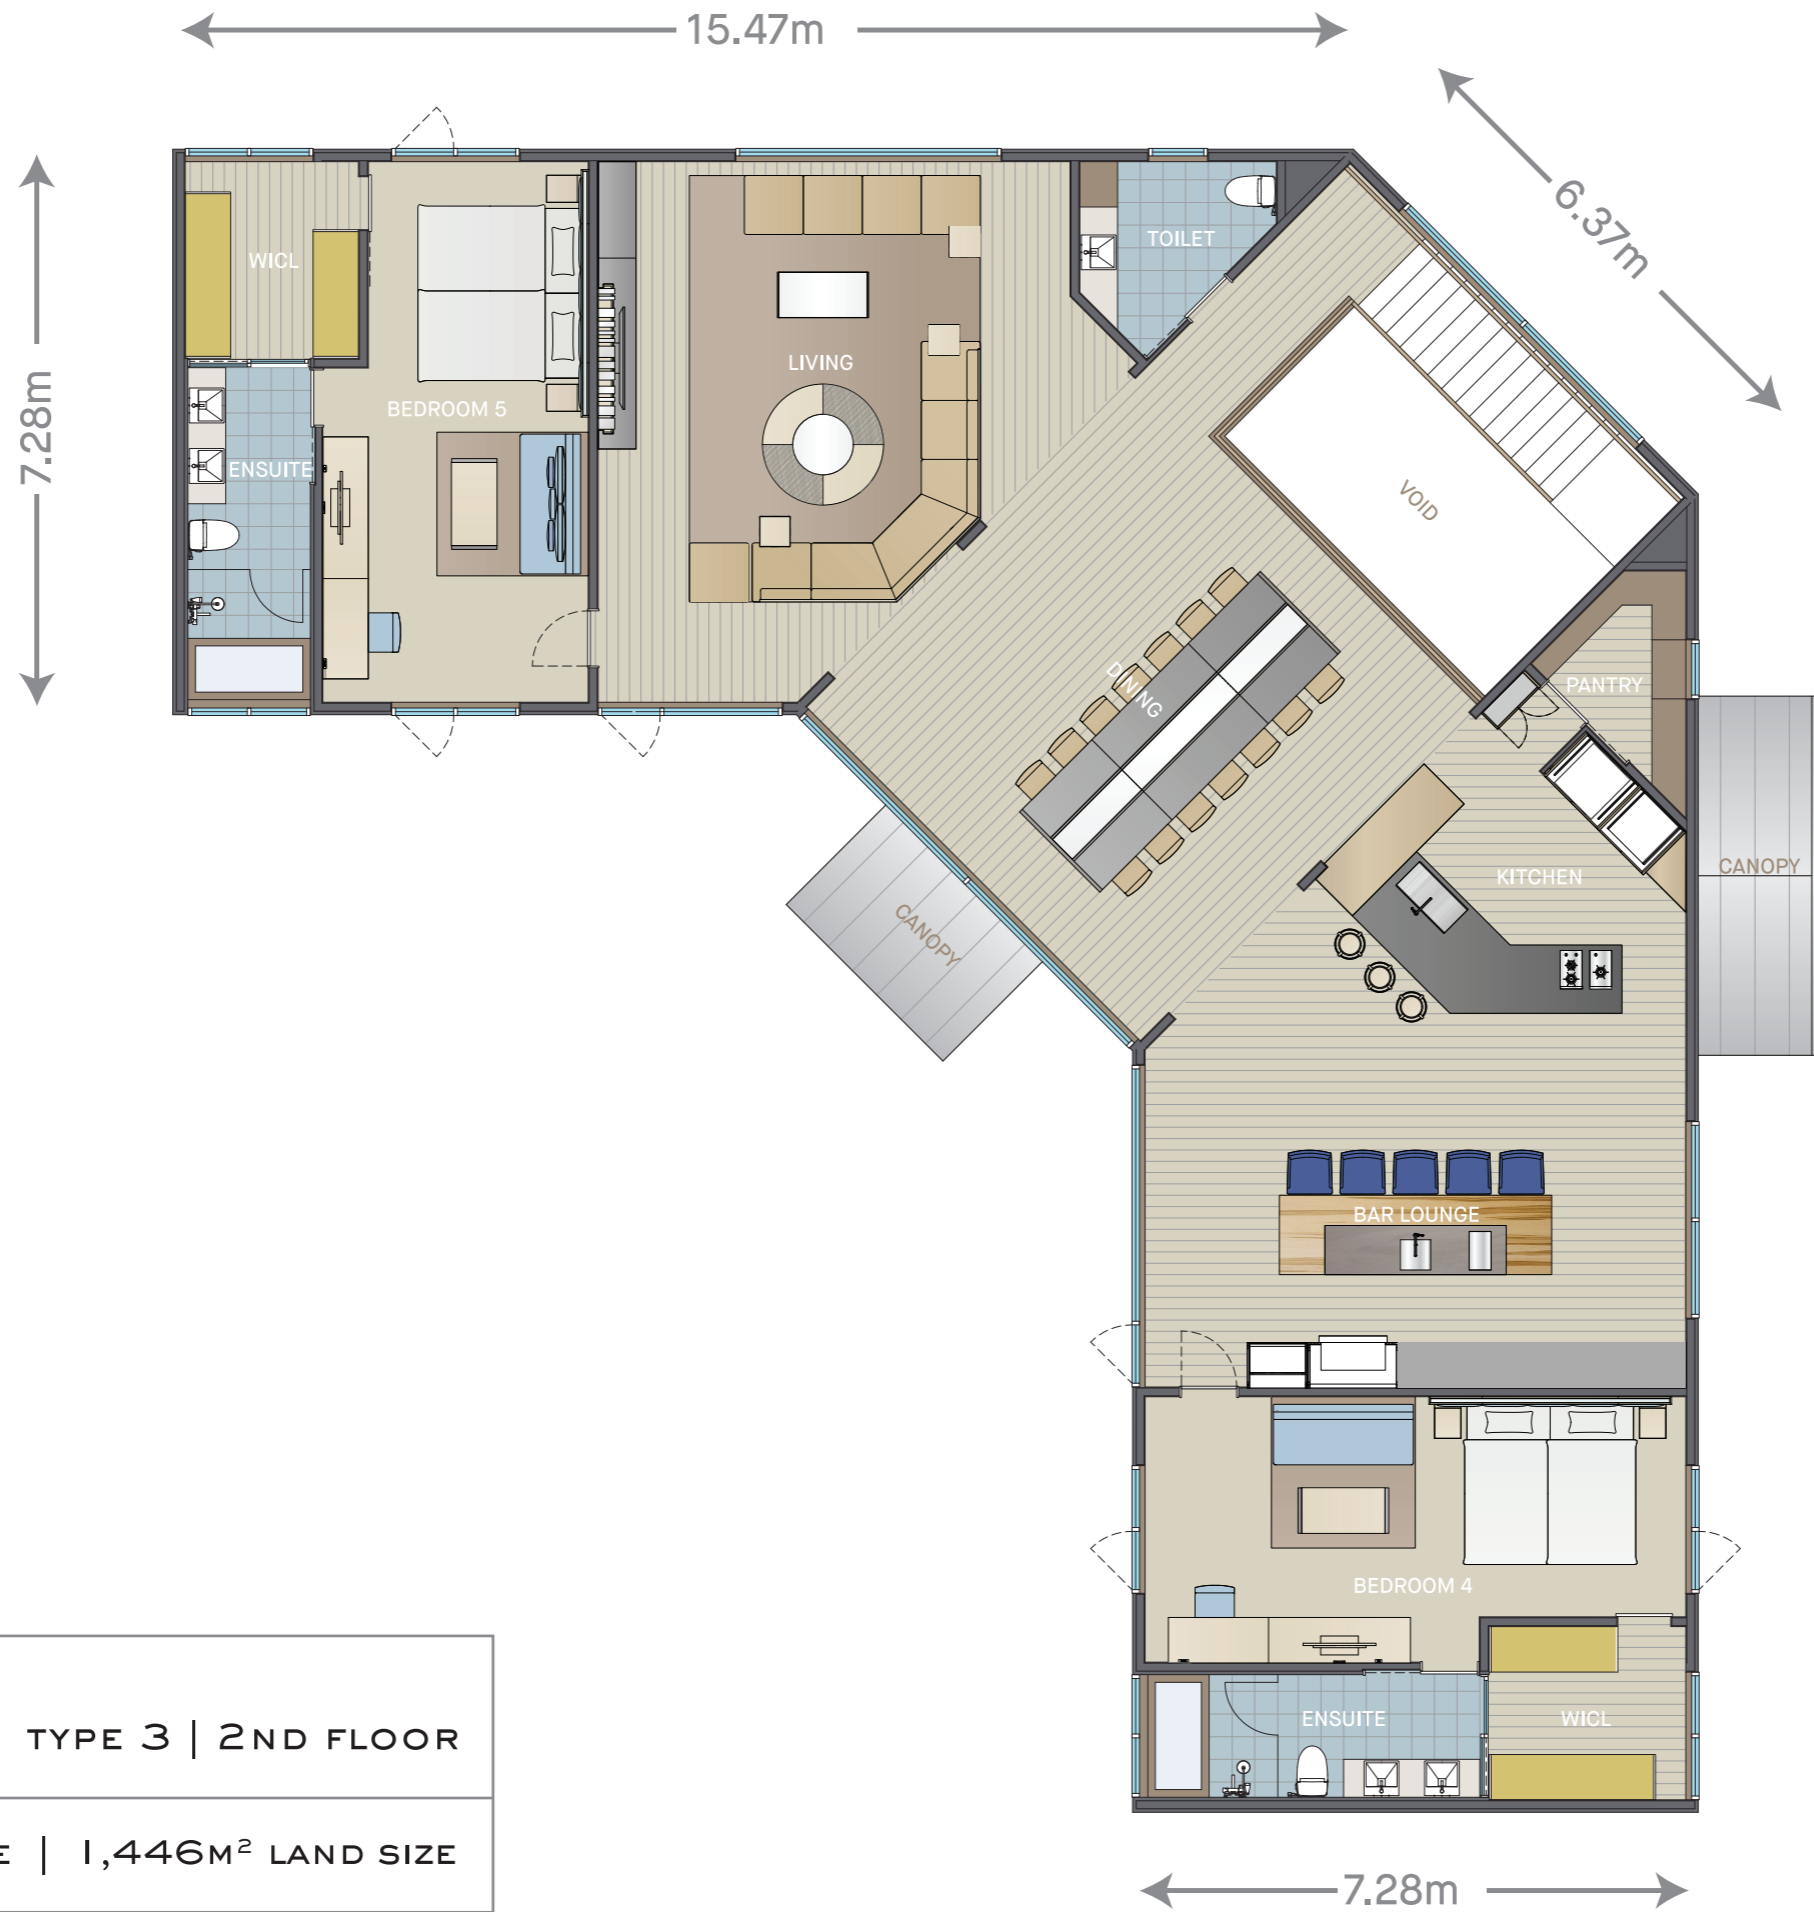 15.47m
6.37m
7.28m
WICL
TOILET
LIVING
BEDROOM 5
ENSUITE
VOID
DINING
PANTRY
CANOPY
KITCHEN
CANOPY
BAR LOUNGE
BEDROOM 4
ENSUITE
WICL
TYPE 3 | 2ND FLOOR
| 1,446M² LAND SIZE
7.28m